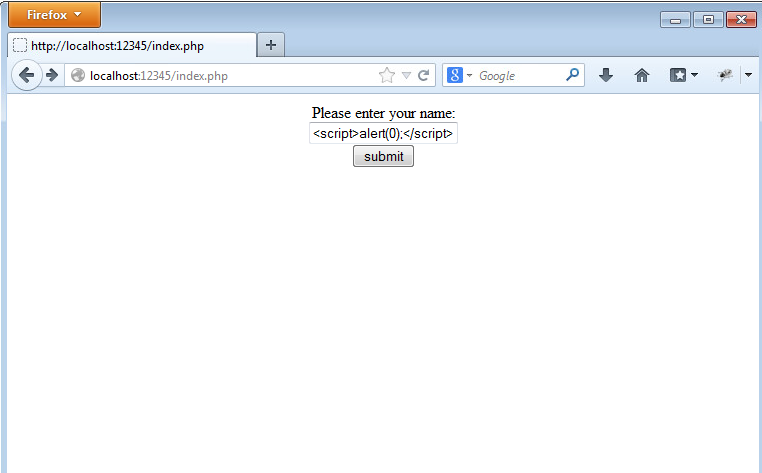 Firefox
http://localhost:12345/index.php
localhost:12345/index.php
Google
Please enter your name:
<script>alert(0);</script>
submit